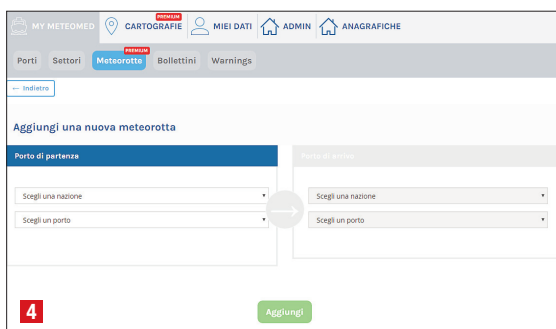 MY METEOMED PREMIUM CARTOGRAFIE MIEI DATI ADMIN ANAGRAFICHE
Porti Settori PREMIUM Meteorotte Bollettini Warnings
← Indietro
Aggiungi una nuova meteorotta
Porto di partenza Porto di arrivo
Scegli una nazione Scegli una nazione
Scegli un porto Scegli un porto
4 Aggiungi